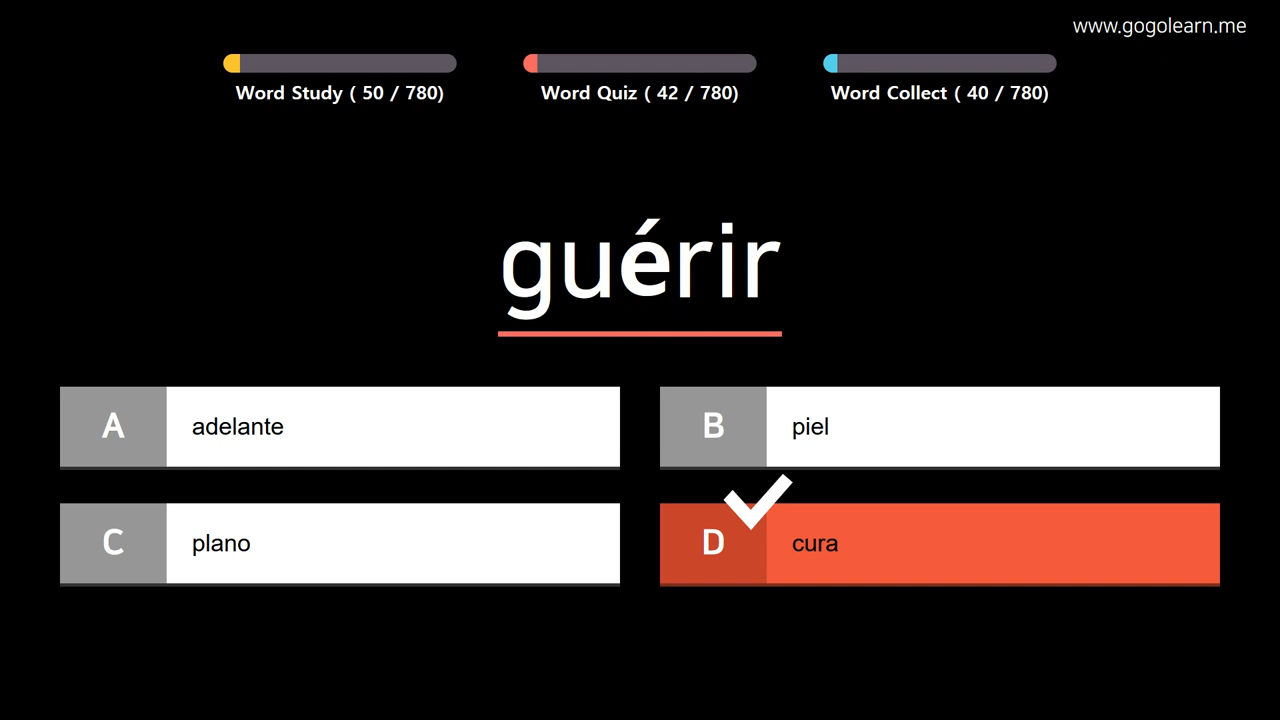 www.gogolearn.me
Word Study ( 50 / 780)
Word Quiz ( 42 / 780)
Word Collect ( 40 / 780)
guérir
A adelante
B piel
C plano
D cura